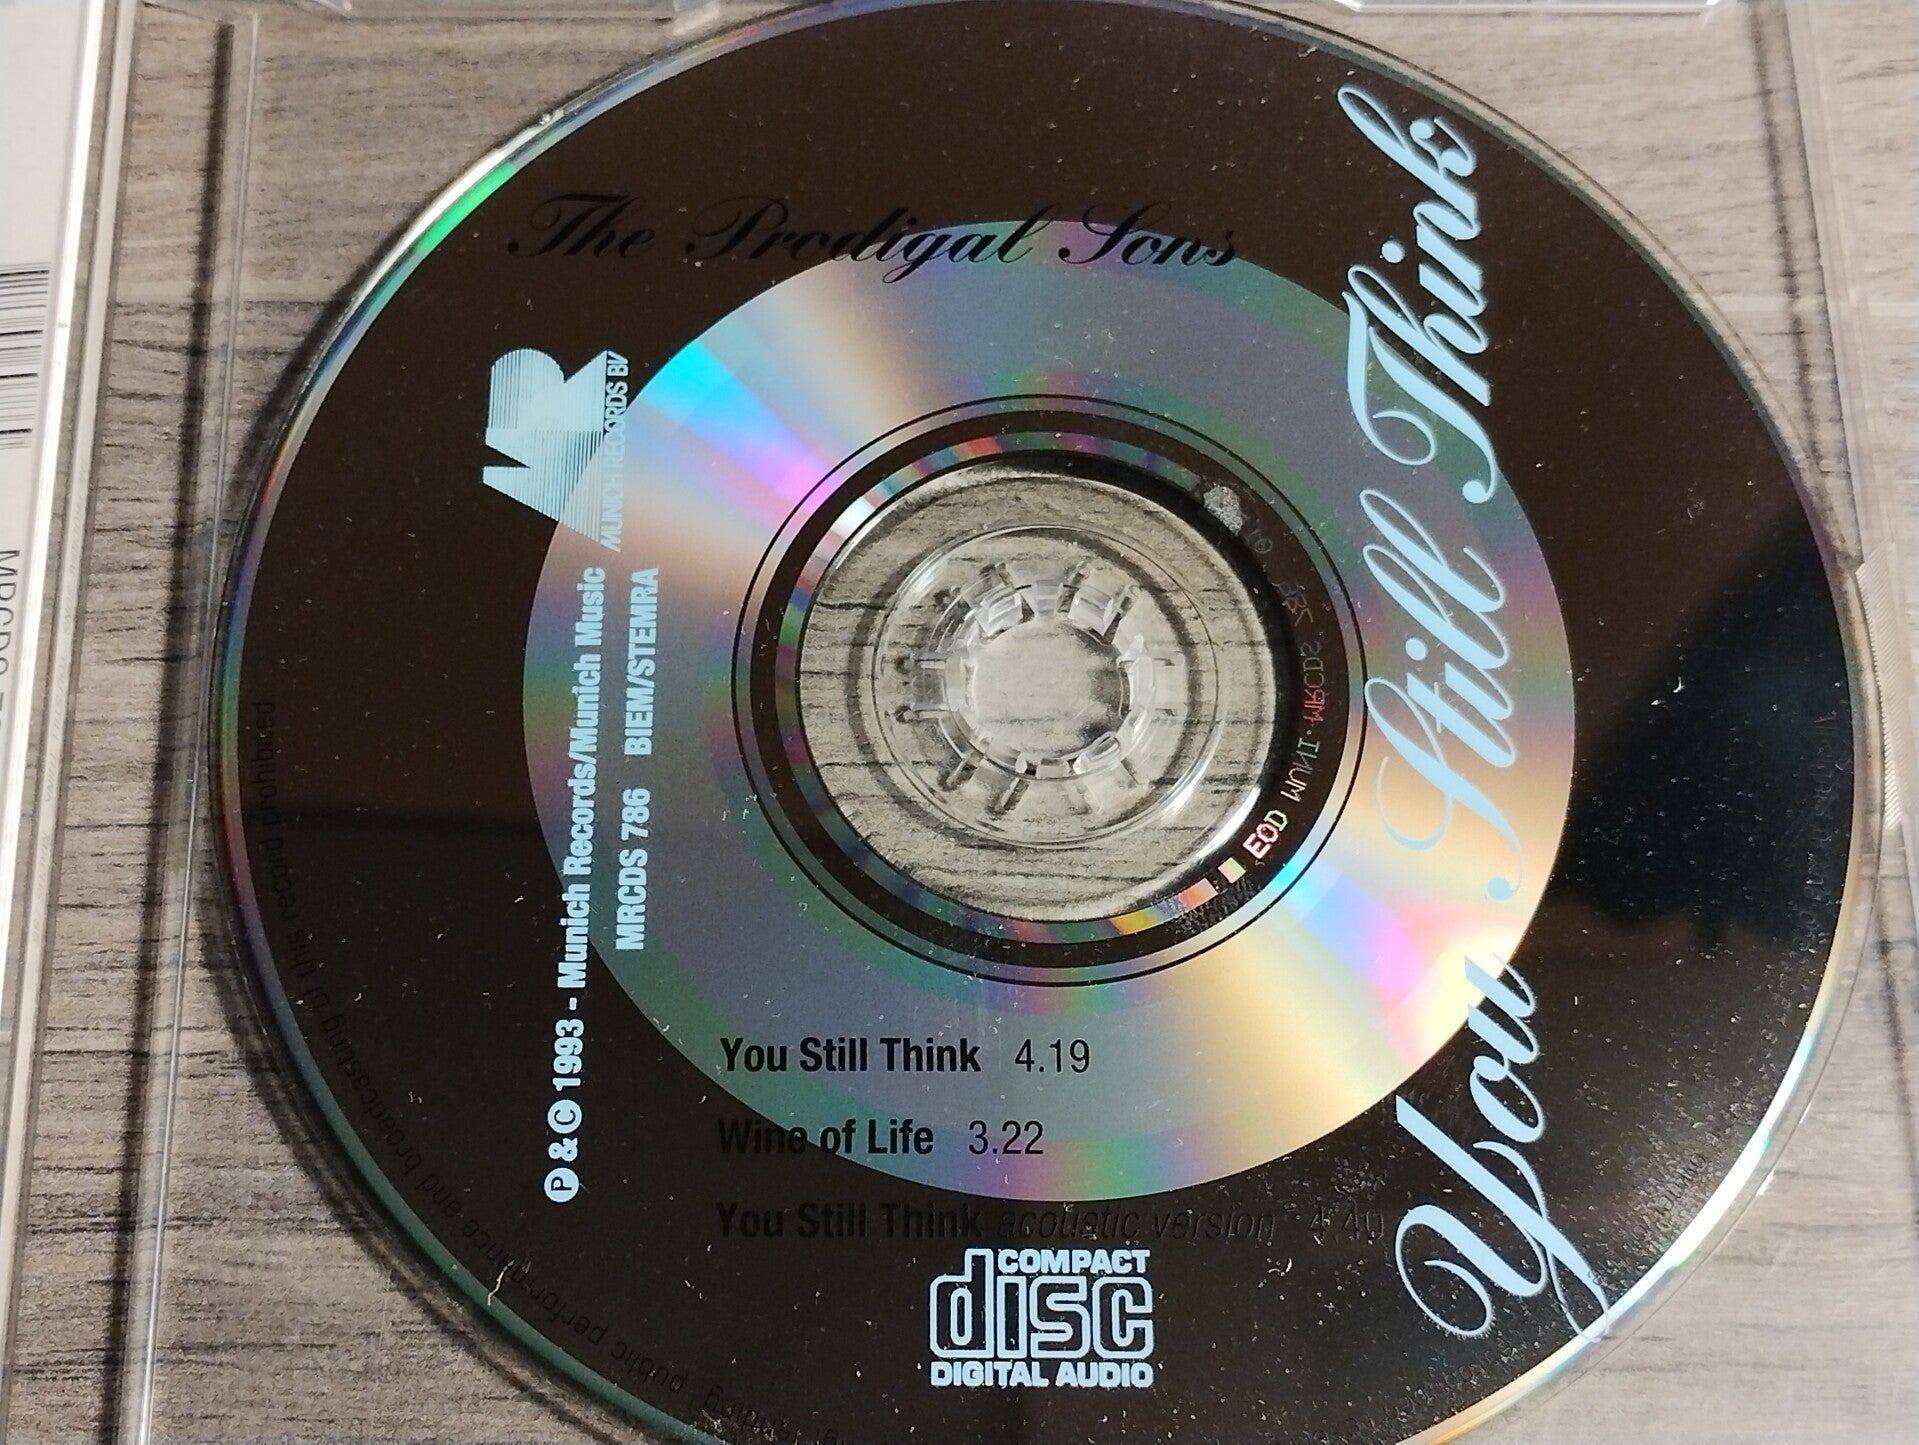 The Prodigal Sons
You Still Think
MUNICH RECORDS BV
P & C 1993 - Munich Records/Munich Music
MRCDS 786 BIEM/STEMRA
EOD MUNI. MRCDS 786
You Still Think 4.19
Wine of Life 3.22
You Still Think acoustic version 4.40
COMPACT
disc
DIGITAL AUDIO
public performance and broadcasting of this record prohibited